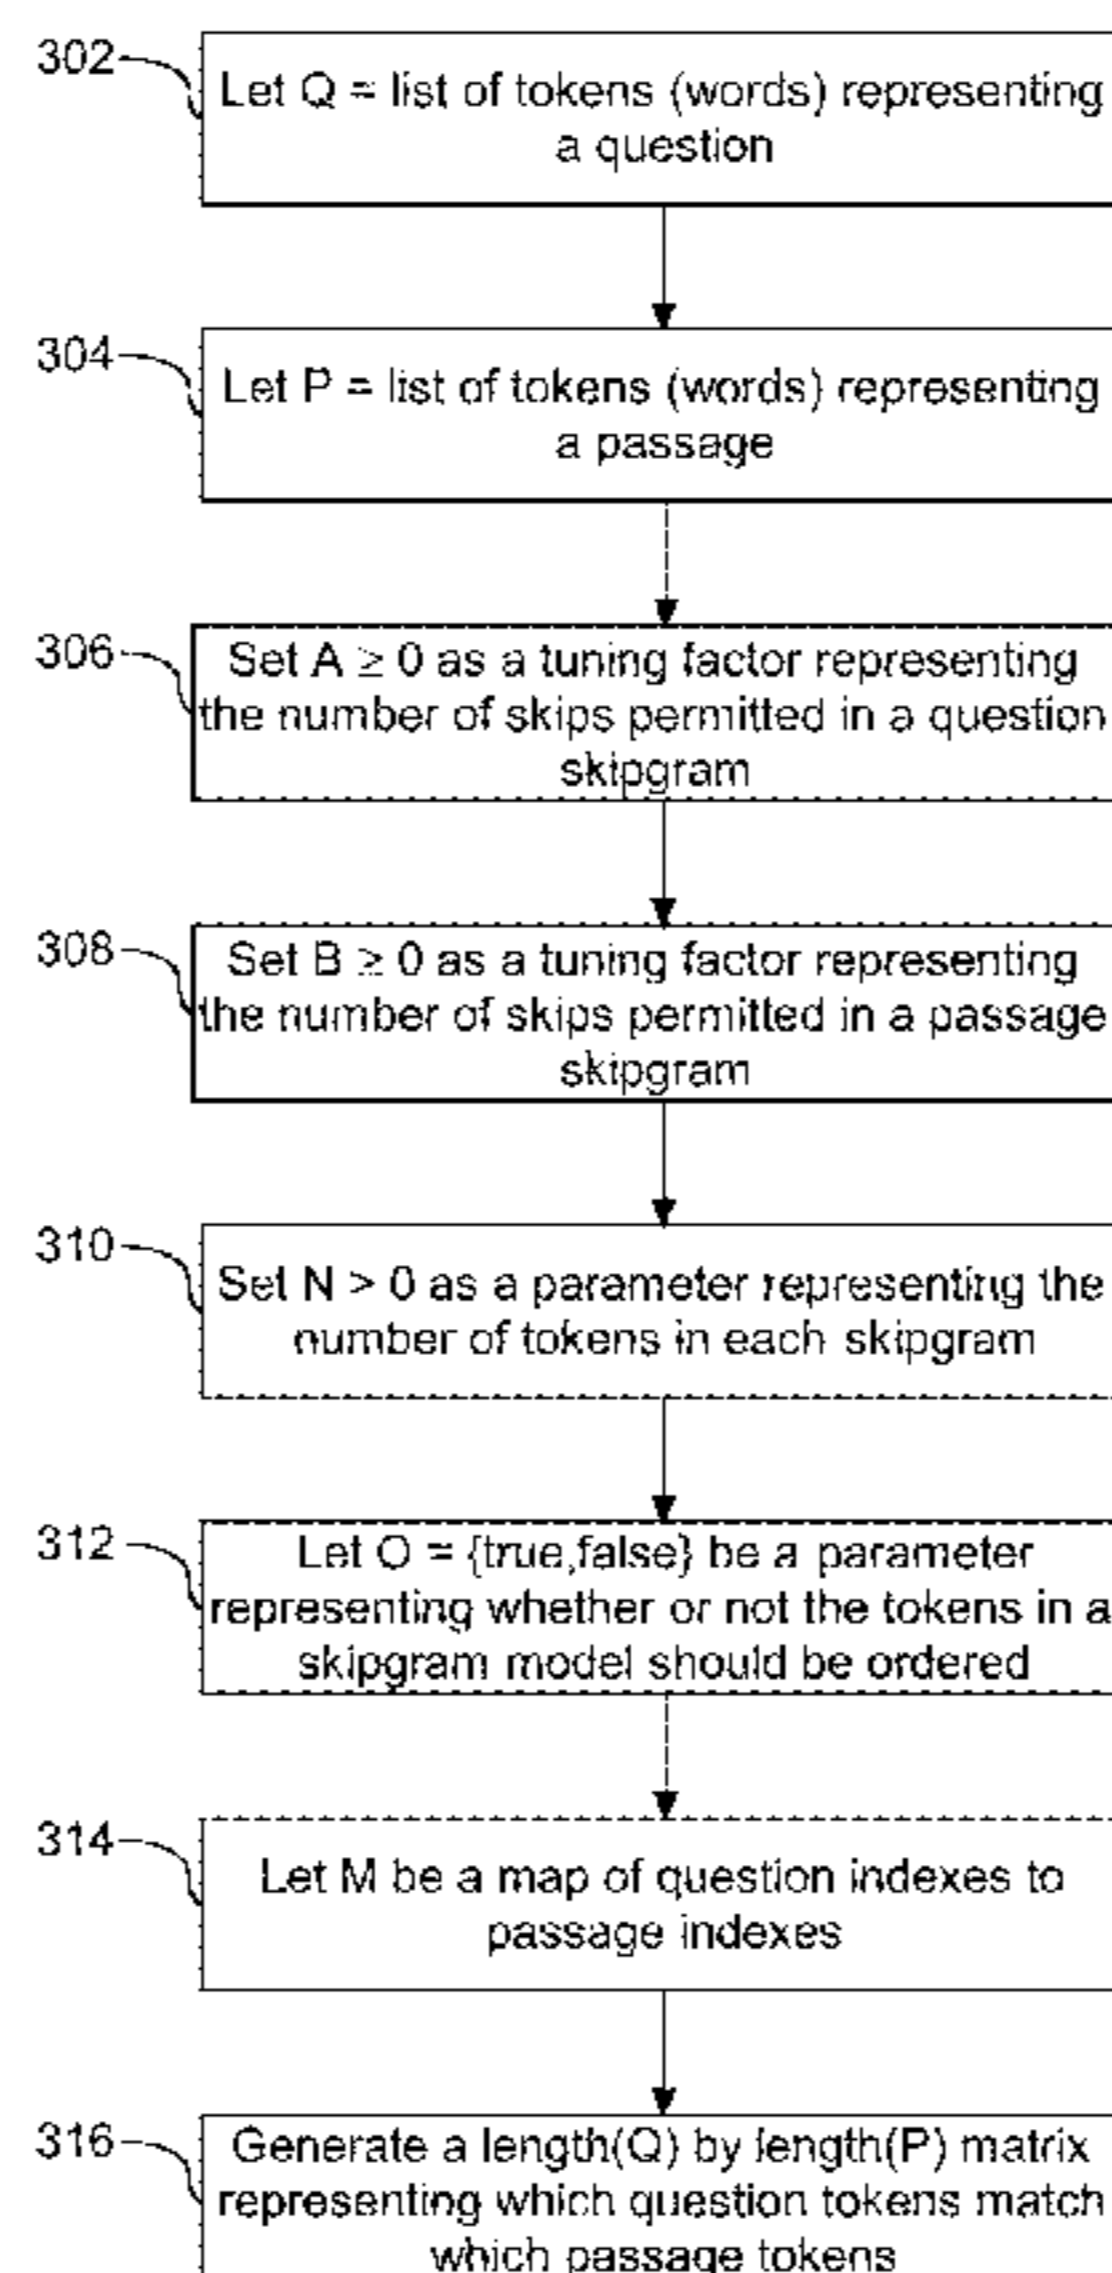 302
Let Q = list of tokens (words) representing
a question
304
Let P = list of tokens (words) representing
a passage
306
Set A ≥ 0 as a tuning factor representing
the number of skips permitted in a question
skipgram
308
Set B ≥ 0 as a tuning factor representing
the number of skips permitted in a passage
skipgram
310
Set N > 0 as a parameter representing the
number of tokens in each skipgram
312
Let O = {true,false} be a parameter
representing whether or not the tokens in a
skipgram model should be ordered
314
Let M be a map of question indexes to
passage indexes
316
Generate a length(Q) by length(P) matrix
representing which question tokens match
which passage tokens